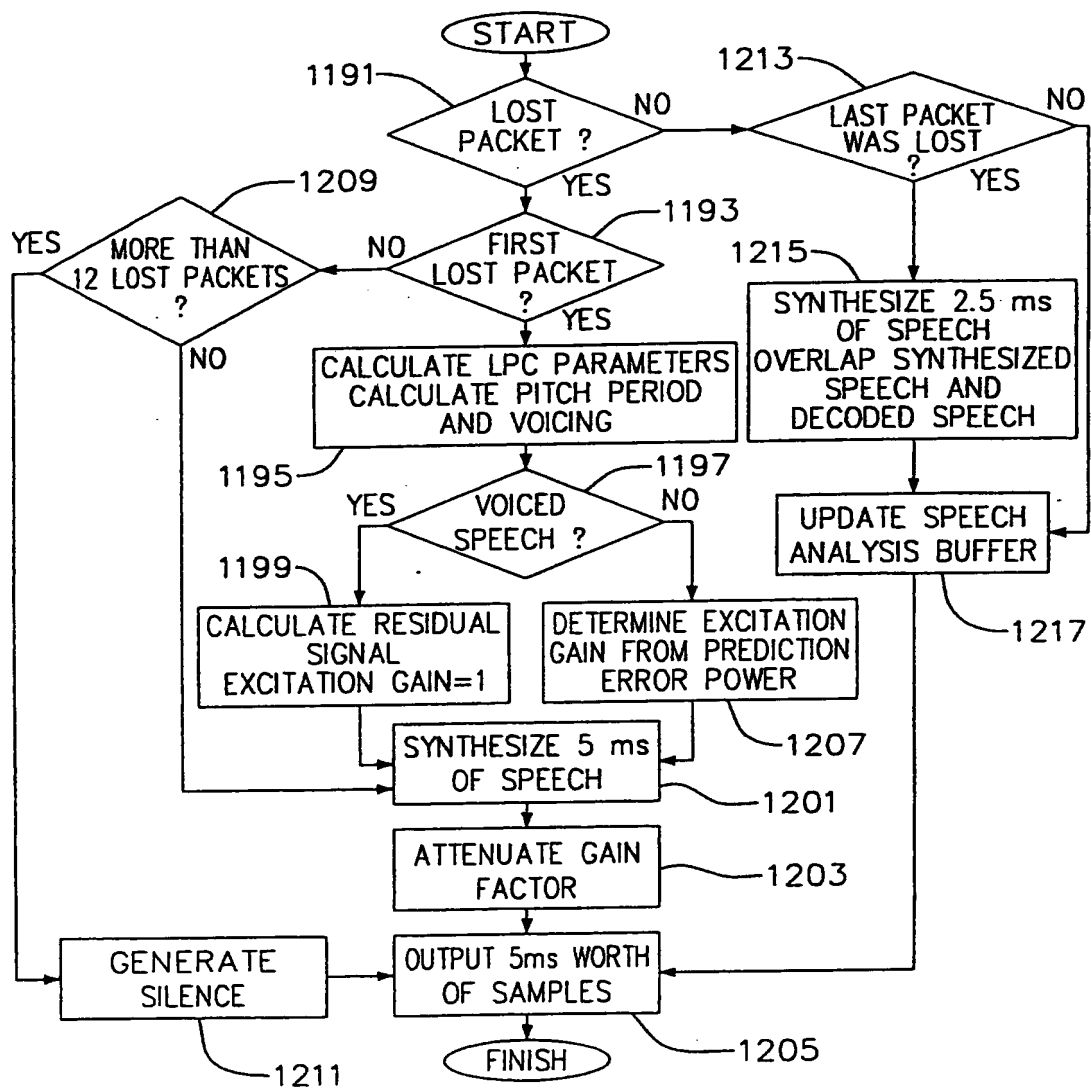 START
1191
LOST
PACKET ?
NO
YES
1213
LAST PACKET
WAS LOST
?
NO
YES
1209
MORE THAN
12 LOST PACKETS
?
YES
NO
1193
FIRST
LOST PACKET
?
NO
YES
1215
SYNTHESIZE 2.5 ms
OF SPEECH
OVERLAP SYNTHESIZED
SPEECH AND
DECODED SPEECH
CALCULATE LPC PARAMETERS
CALCULATE PITCH PERIOD
AND VOICING
1195
1197
VOICED
SPEECH ?
YES
NO
UPDATE SPEECH
ANALYSIS BUFFER
1217
1199
CALCULATE RESIDUAL
SIGNAL
EXCITATION GAIN=1
DETERMINE EXCITATION
GAIN FROM PREDICTION
ERROR POWER
1207
SYNTHESIZE 5 ms
OF SPEECH
1201
ATTENUATE GAIN
FACTOR
1203
GENERATE
SILENCE
1211
OUTPUT 5ms WORTH
OF SAMPLES
1205
FINISH